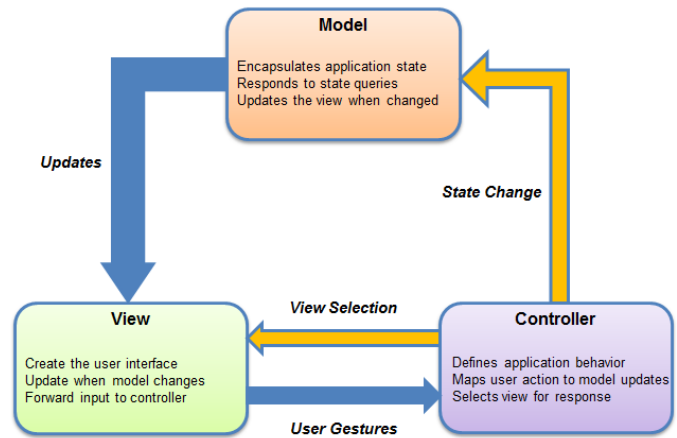 Model
Encapsulates application state
Responds to state queries
Updates the view when changed
Updates
State Change
View Selection
View
Create the user interface
Update when model changes
Forward input to controller
Controller
Defines application behavior
Maps user action to model updates
Selects view for response
User Gestures